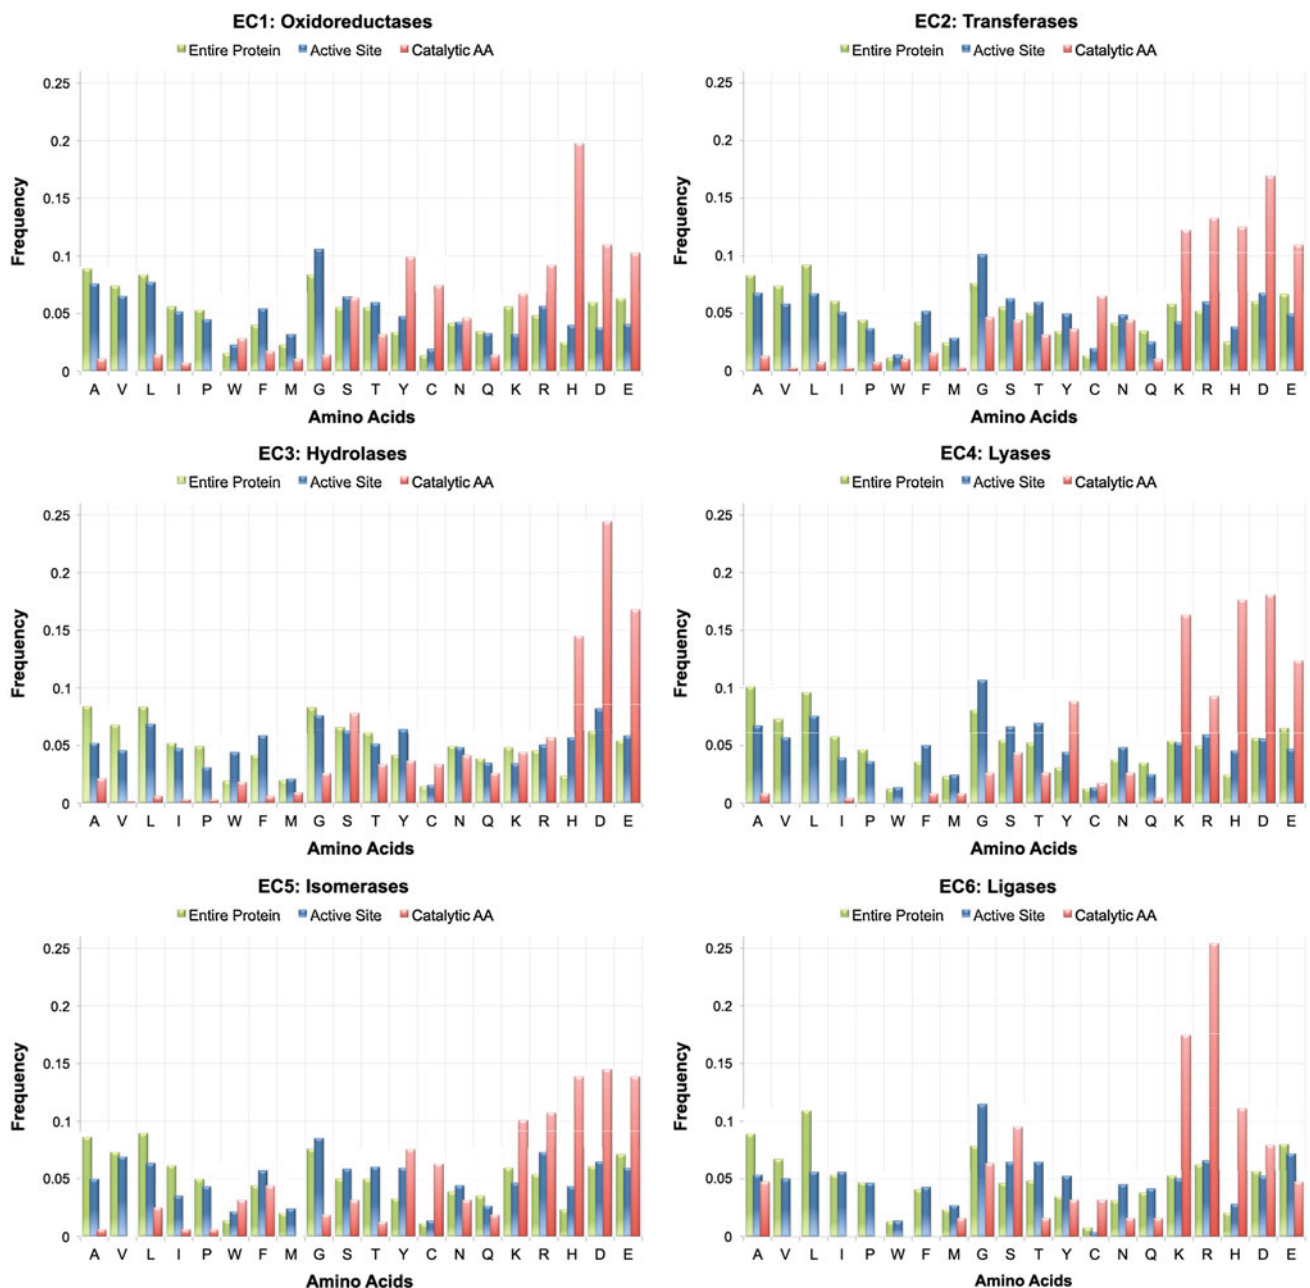 EC1: Oxidoreductases
Entire Protein Active Site Catalytic AA
0.25
0.2
0.15
0.1
0.05
0
Frequency
A V L I P W F M G S T Y C N Q K R H D E
Amino Acids
EC2: Transferases
Entire Protein Active Site Catalytic AA
0.25
0.2
0.15
0.1
0.05
0
Frequency
A V L I P W F M G S T Y C N Q K R H D E
Amino Acids
EC3: Hydrolases
Entire Protein Active Site Catalytic AA
0.25
0.2
0.15
0.1
0.05
0
Frequency
A V L I P W F M G S T Y C N Q K R H D E
Amino Acids
EC4: Lyases
Entire Protein Active Site Catalytic AA
0.25
0.2
0.15
0.1
0.05
0
Frequency
A V L I P W F M G S T Y C N Q K R H D E
Amino Acids
EC5: Isomerases
Entire Protein Active Site Catalytic AA
0.25
0.2
0.15
0.1
0.05
0
Frequency
A V L I P W F M G S T Y C N Q K R H D E
Amino Acids
EC6: Ligases
Entire Protein Active Site Catalytic AA
0.25
0.2
0.15
0.1
0.05
0
Frequency
A V L I P W F M G S T Y C N Q K R H D E
Amino Acids